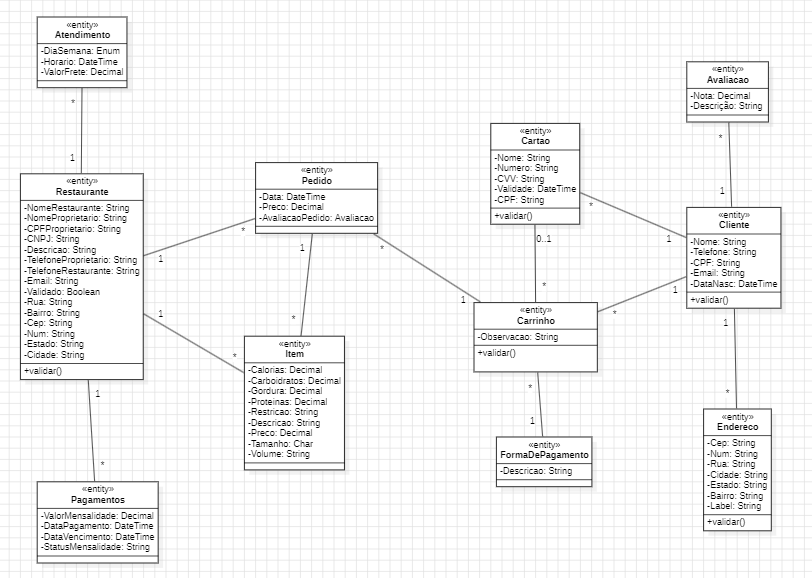 «entity»
Atendimento
-DiaSemana: Enum
-Horario: DateTime
-ValorFrete: Decimal
*
1
«entity»
Restaurante
-NomeRestaurante: String
-NomeProprietario: String
-CPFProprietario: String
-CNPJ: String
-Descricao: String
-TelefoneProprietario: String
-TelefoneRestaurante: String
-Email: String
-Validado: Boolean
-Rua: String
-Bairro: String
-Cep: String
-Num: String
-Estado: String
-Cidade: String
+validar()
1
*
1
*
1
*
«entity»
Pagamentos
-ValorMensalidade: Decimal
-DataPagamento: DateTime
-DataVencimento: DateTime
-StatusMensalidade: String
«entity»
Pedido
-Data: DateTime
-Preco: Decimal
-AvaliacaoPedido: Avaliacao
1
*
*
1
«entity»
Item
-Calorias: Decimal
-Carboidratos: Decimal
-Gordura: Decimal
-Proteinas: Decimal
-Restricao: String
-Descricao: String
-Preco: Decimal
-Tamanho: Char
-Volume: String
«entity»
Cartao
-Nome: String
-Numero: String
-CVV: String
-Validade: DateTime
-CPF: String
+validar()
0..1
*
*
1
«entity»
Carrinho
-Observacao: String
+validar()
*
1
*
1
«entity»
FormaDePagamento
-Descricao: String
«entity»
Avaliacao
-Nota: Decimal
-Descrição: String
*
1
«entity»
Cliente
-Nome: String
-Telefone: String
-CPF: String
-Email: String
-DataNasc: DateTime
+validar()
1
*
«entity»
Endereco
-Cep: String
-Num: String
-Rua: String
-Cidade: String
-Estado: String
-Bairro: String
-Label: String
+validar()